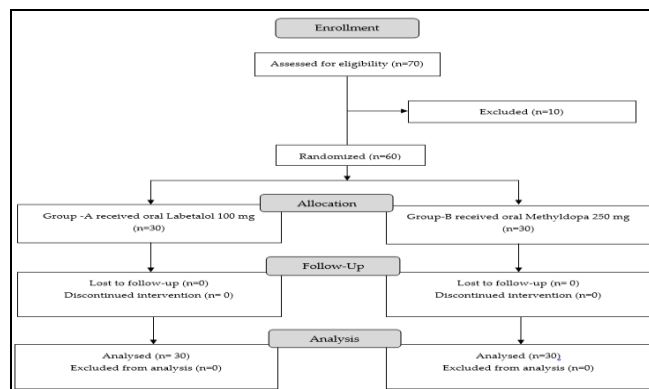 Enrollment
Assessed for eligibility (n=70)
Excluded (n=10)
Randomized (n=60)
Allocation
Group -A received oral Labetalol 100 mg
(n=30)
Group-B received oral Methyldopa 250 mg
(n=30)
Follow-Up
Lost to follow-up (n=0)
Discontinued intervention (n= 0)
Lost to follow-up (n= 0)
Discontinued intervention (n=0)
Analysis
Analysed (n= 30)
Excluded from analysis (n=0)
Analysed (n=30)
Excluded from analysis (n=0)